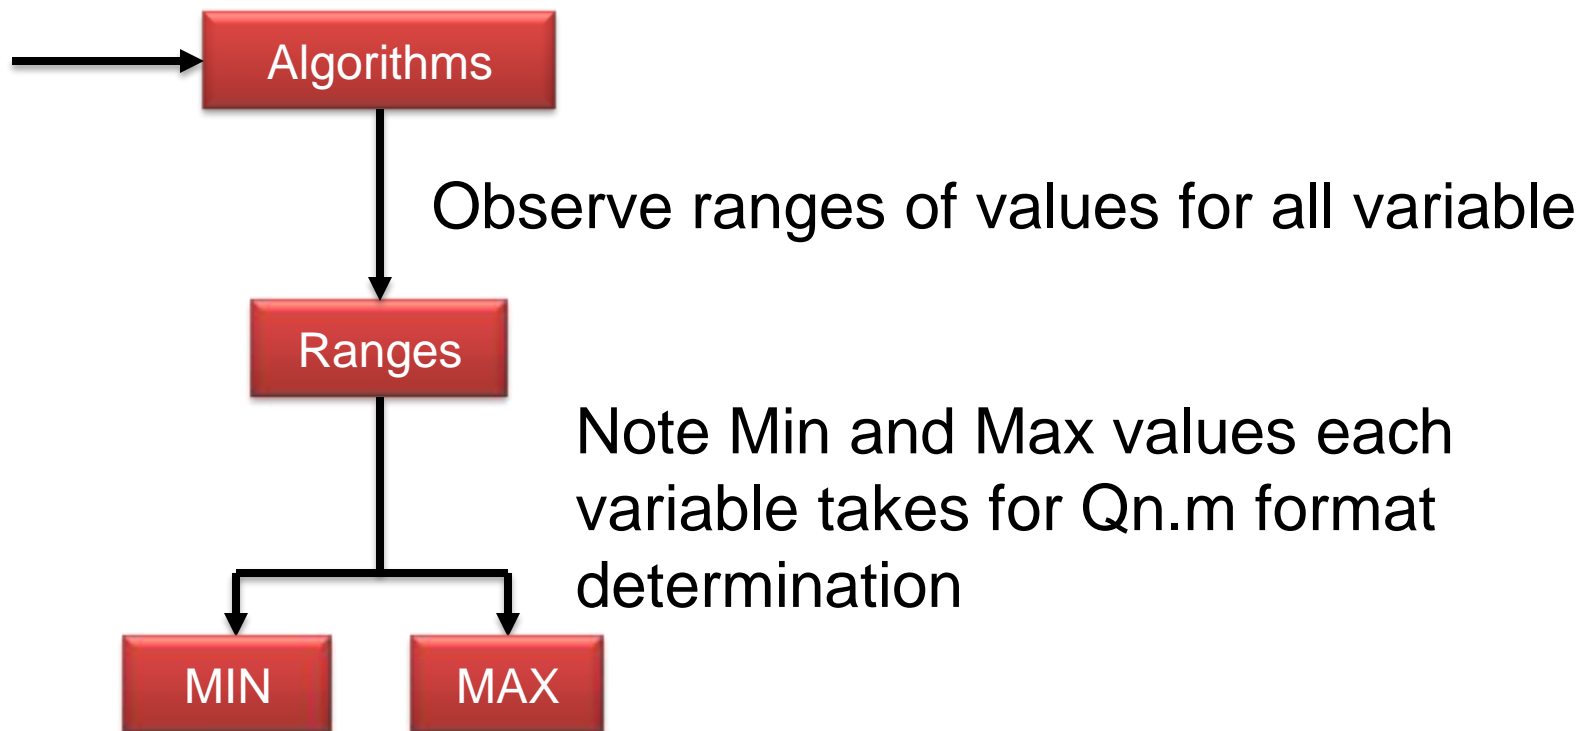 Algorithms
Observe ranges of values for all variable
Ranges
Note Min and Max values each
variable takes for Qn.m format
determination
MIN
MAX